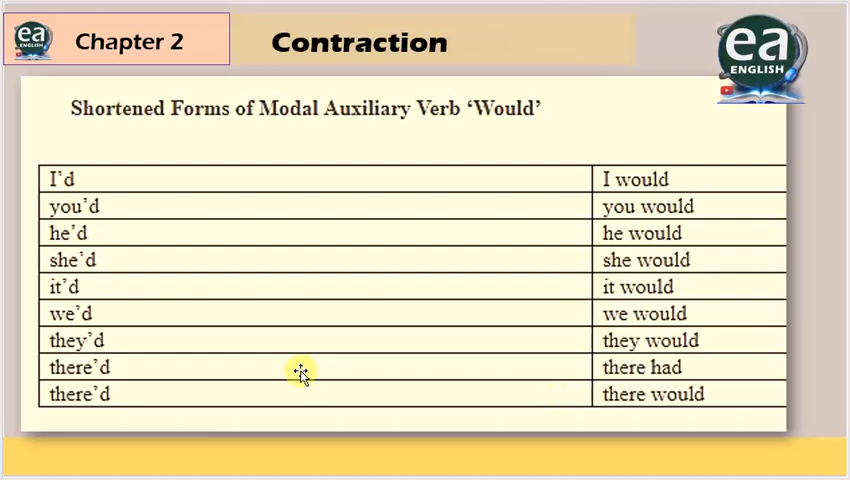 ea
ENGLISH
Chapter 2
Contraction
ea
ENGLISH
Shortened Forms of Modal Auxiliary Verb ‘Would’
I’d I would
you’d you would
he’d he would
she’d she would
it’d it would
we’d we would
they’d they would
there’d there had
there’d there would